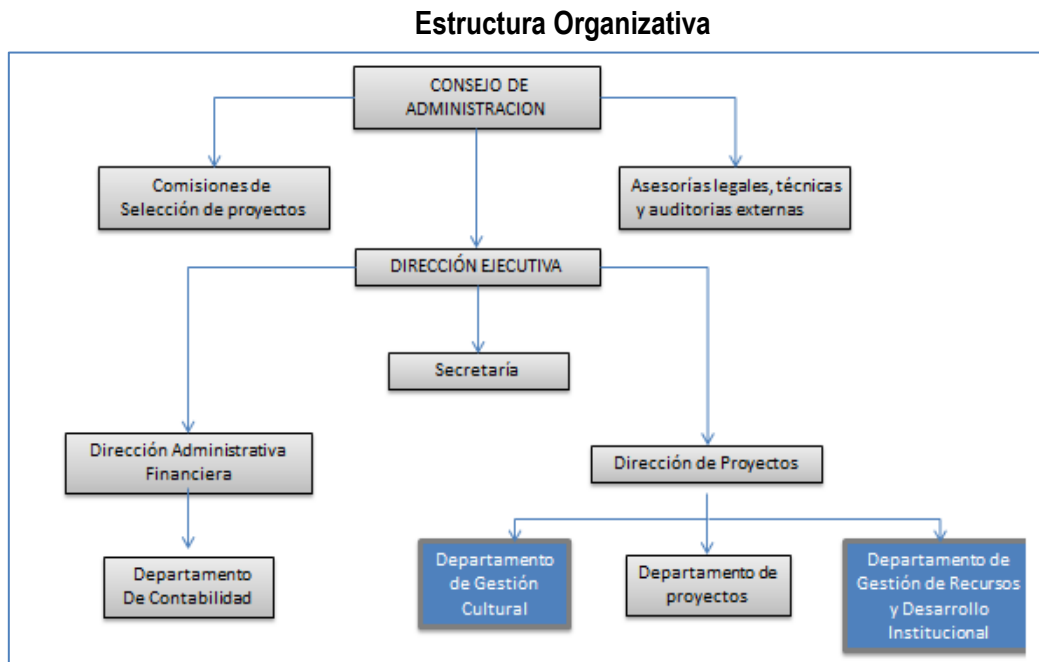 Estructura Organizativa
CONSEJO DE
ADMINISTRACION
Comisiones de
Selección de proyectos
Asesorías legales, técnicas
y auditorias externas
DIRECCIÓN EJECUTIVA
Secretaría
Dirección Administrativa
Financiera
Dirección de Proyectos
Departamento
De Contabilidad
Departamento
de Gestión
Cultural
Departamento de
proyectos
Departamento de
Gestión de Recursos
y Desarrollo
Institucional